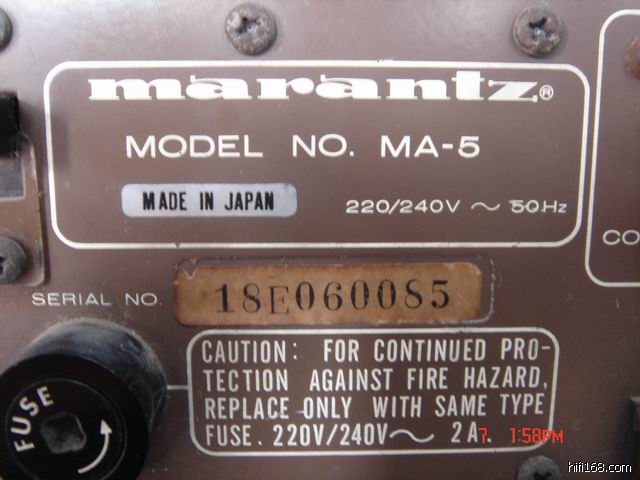 marantz®
MODEL NO. MA-5
MADE IN JAPAN
220/240V ~ 50Hz
CO
SERIAL NO.
18E060085
CAUTION: FOR CONTINUED PRO-
TECTION AGAINST FIRE HAZARD,
REPLACE ONLY WITH SAME TYPE
FUSE. 220V/240V ~ 2A
FUSE
7. 1:58PM
hifi168.com